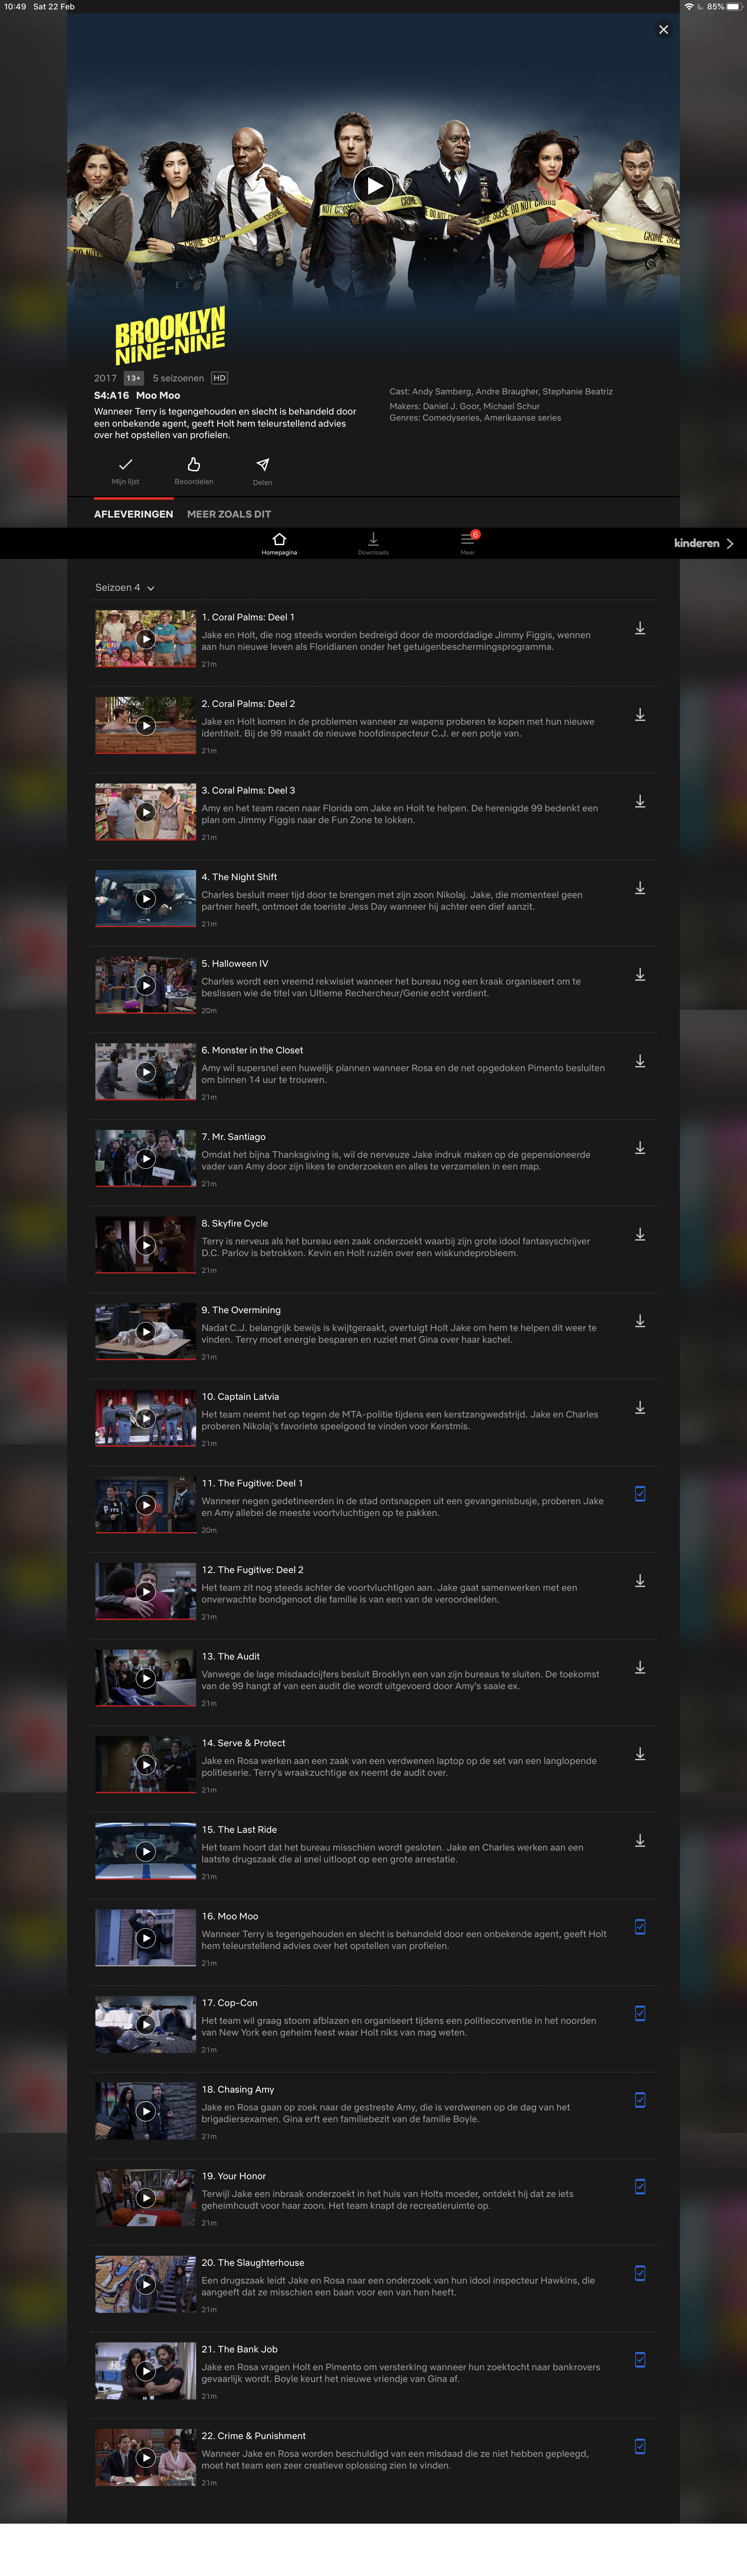 10:49 Sat 22 Feb
85%
CRIME SCENE DO NOT CROSS
BROOKLYN
NINE-NINE
2017 13+ 5 seizoenen HD
S4:A16 Moo Moo
Wanneer Terry is tegengehouden en slecht is behandeld door
een onbekende agent, geeft Holt hem teleurstellend advies
over het opstellen van profielen.
Cast: Andy Samberg, Andre Braugher, Stephanie Beatriz
Makers: Daniel J. Goor, Michael Schur
Genres: Comedyseries, Amerikaanse series
Mijn lijst
Beoordelen
Delen
AFLEVERINGEN MEER ZOALS DIT
Homepagina
Downloads
6
Meer
kinderen
Seizoen 4
1. Coral Palms: Deel 1
Jake en Holt, die nog steeds worden bedreigd door de moorddadige Jimmy Figgis, wennen
aan hun nieuwe leven als Floridianen onder het getuigenbeschermingsprogramma.
21m
2. Coral Palms: Deel 2
Jake en Holt komen in de problemen wanneer ze wapens proberen te kopen met hun nieuwe
identiteit. Bij de 99 maakt de nieuwe hoofdinspecteur C.J. er een potje van.
21m
3. Coral Palms: Deel 3
Amy en het team racen naar Florida om Jake en Holt te helpen. De herenigde 99 bedenkt een
plan om Jimmy Figgis naar de Fun Zone te lokken.
21m
4. The Night Shift
Charles besluit meer tijd door te brengen met zijn zoon Nikolaj. Jake, die momenteel geen
partner heeft, ontmoet de toeriste Jess Day wanneer hij achter een dief aanzit.
21m
5. Halloween IV
Charles wordt een vreemd rekwisiet wanneer het bureau nog een kraak organiseert om te
beslissen wie de titel van Ultieme Rechercheur/Genie echt verdient.
20m
6. Monster in the Closet
Amy wil supersnel een huwelijk plannen wanneer Rosa en de net opgedoken Pimento besluiten
om binnen 14 uur te trouwen.
21m
7. Mr. Santiago
Omdat het bijna Thanksgiving is, wil de nerveuze Jake indruk maken op de gepensioneerde
vader van Amy door zijn likes te onderzoeken en alles te verzamelen in een map.
21m
8. Skyfire Cycle
Terry is nerveus als het bureau een zaak onderzoekt waarbij zijn grote idool fantasyschrijver
D.C. Parlov is betrokken. Kevin en Holt ruziën over een wiskundeprobleem.
21m
9. The Overmining
Nadat C.J. belangrijk bewijs is kwijtgeraakt, overtuigt Holt Jake om hem te helpen dit weer te
vinden. Terry moet energie besparen en ruziet met Gina over haar kachel.
21m
10. Captain Latvia
Het team neemt het op tegen de MTA-politie tijdens een kerstzangwedstrijd. Jake en Charles
proberen Nikolaj's favoriete speelgoed te vinden voor Kerstmis.
21m
11. The Fugitive: Deel 1
Wanneer negen gedetineerden in de stad ontsnappen uit een gevangenisbusje, proberen Jake
en Amy allebei de meeste voortvluchtigen op te pakken.
20m
12. The Fugitive: Deel 2
Het team zit nog steeds achter de voortvluchtigen aan. Jake gaat samenwerken met een
onverwachte bondgenoot die familie is van een van de veroordeelden.
21m
13. The Audit
Vanwege de lage misdaadcijfers besluit Brooklyn een van zijn bureaus te sluiten. De toekomst
van de 99 hangt af van een audit die wordt uitgevoerd door Amy's saaie ex.
21m
14. Serve & Protect
Jake en Rosa werken aan een zaak van een verdwenen laptop op de set van een langlopende
politieserie. Terry's wraakzuchtige ex neemt de audit over.
21m
15. The Last Ride
Het team hoort dat het bureau misschien wordt gesloten. Jake en Charles werken aan een
laatste drugszaak die al snel uitloopt op een grote arrestatie.
21m
16. Moo Moo
Wanneer Terry is tegengehouden en slecht is behandeld door een onbekende agent, geeft Holt
hem teleurstellend advies over het opstellen van profielen.
21m
17. Cop-Con
Het team wil graag stoom afblazen en organiseert tijdens een politieconventie in het noorden
van New York een geheim feest waar Holt niks van mag weten.
21m
18. Chasing Amy
Jake en Rosa gaan op zoek naar de gestreste Amy, die is verdwenen op de dag van het
brigadiersexamen. Gina erft een familiebezit van de familie Boyle.
21m
19. Your Honor
Terwijl Jake een inbraak onderzoekt in het huis van Holts moeder, ontdekt hij dat ze iets
geheimhoudt voor haar zoon. Het team knapt de recreatieruimte op.
21m
20. The Slaughterhouse
Een drugszaak leidt Jake en Rosa naar een onderzoek van hun idool inspecteur Hawkins, die
aangeeft dat ze misschien een baan voor een van hen heeft.
21m
21. The Bank Job
Jake en Rosa vragen Holt en Pimento om versterking wanneer hun zoektocht naar bankrovers
gevaarlijk wordt. Boyle keurt het nieuwe vriendje van Gina af.
21m
22. Crime & Punishment
Wanneer Jake en Rosa worden beschuldigd van een misdaad die ze niet hebben gepleegd,
moet het team een zeer creatieve oplossing zien te vinden.
21m